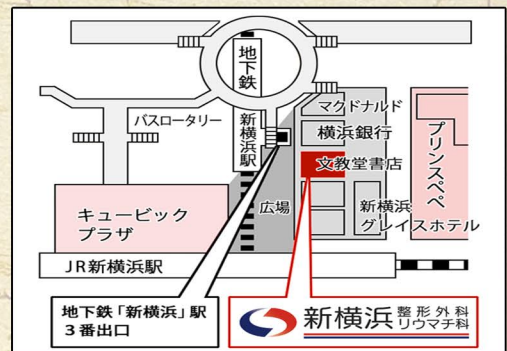 地下鉄
新横浜駅
バスロータリー
マクドナルド
横浜銀行
文教堂書店
プリンスペペ
キュービック
プラザ
広場
新横浜
グレイスホテル
JR新横浜駅
地下鉄「新横浜」駅
3番出口
新横浜 整形外科
リウマチ科